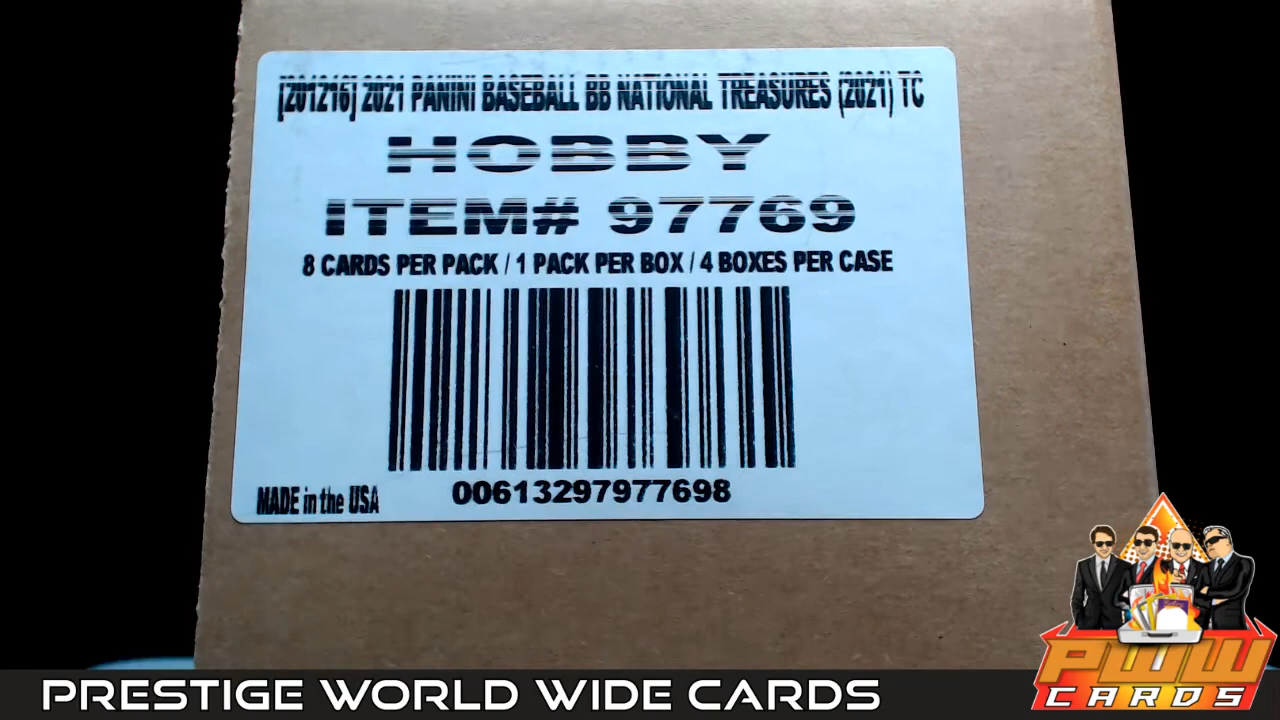 [201216] 2021 PANINI BASEBALL BB NATIONAL TREASURES (2021) TC
HOBBY
ITEM# 97769
8 CARDS PER PACK / 1 PACK PER BOX / 4 BOXES PER CASE
00613297977698
MADE in the USA
PWW
CARDS
PRESTIGE WORLD WIDE CARDS